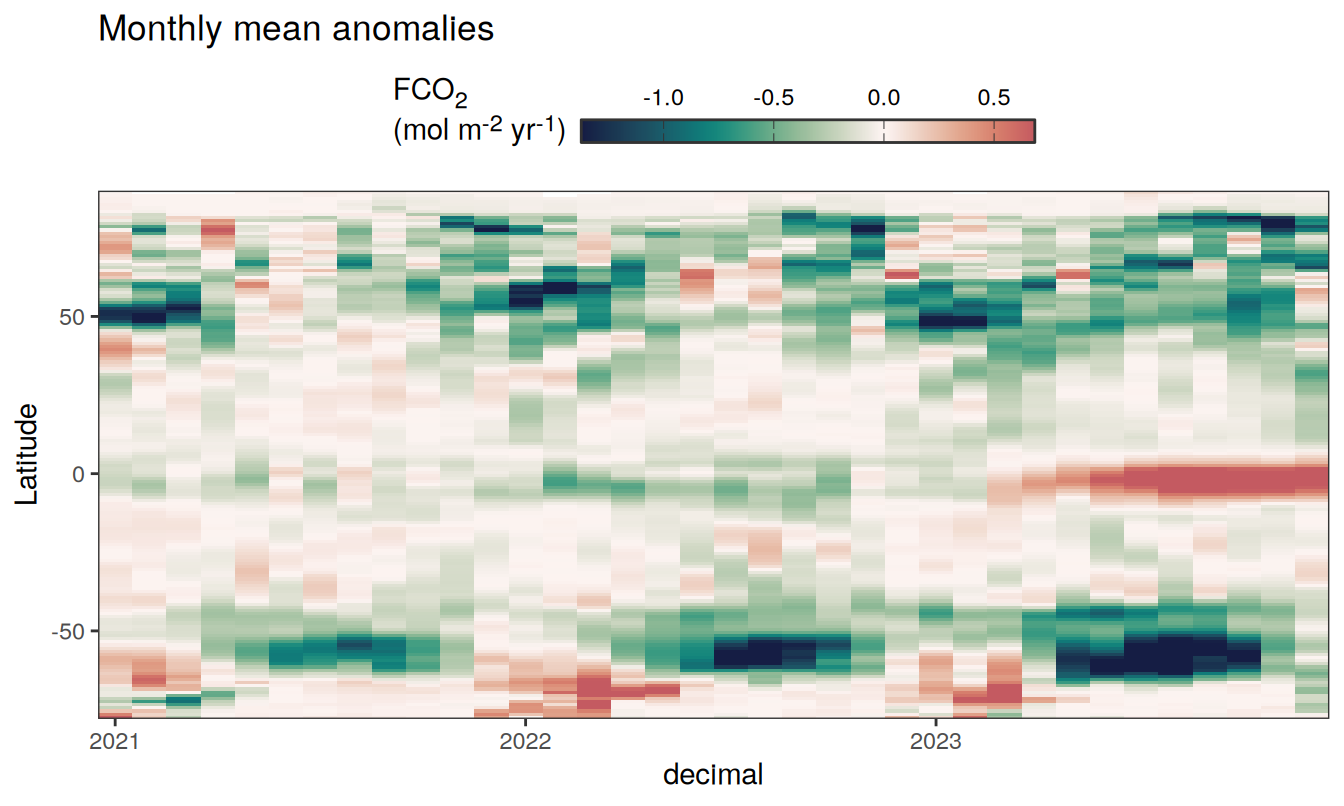 Monthly mean anomalies
FCO₂
(mol m⁻² yr⁻¹)
-1.0 -0.5 0.0 0.5
Latitude
50
0
-50
2021 2022 2023
decimal